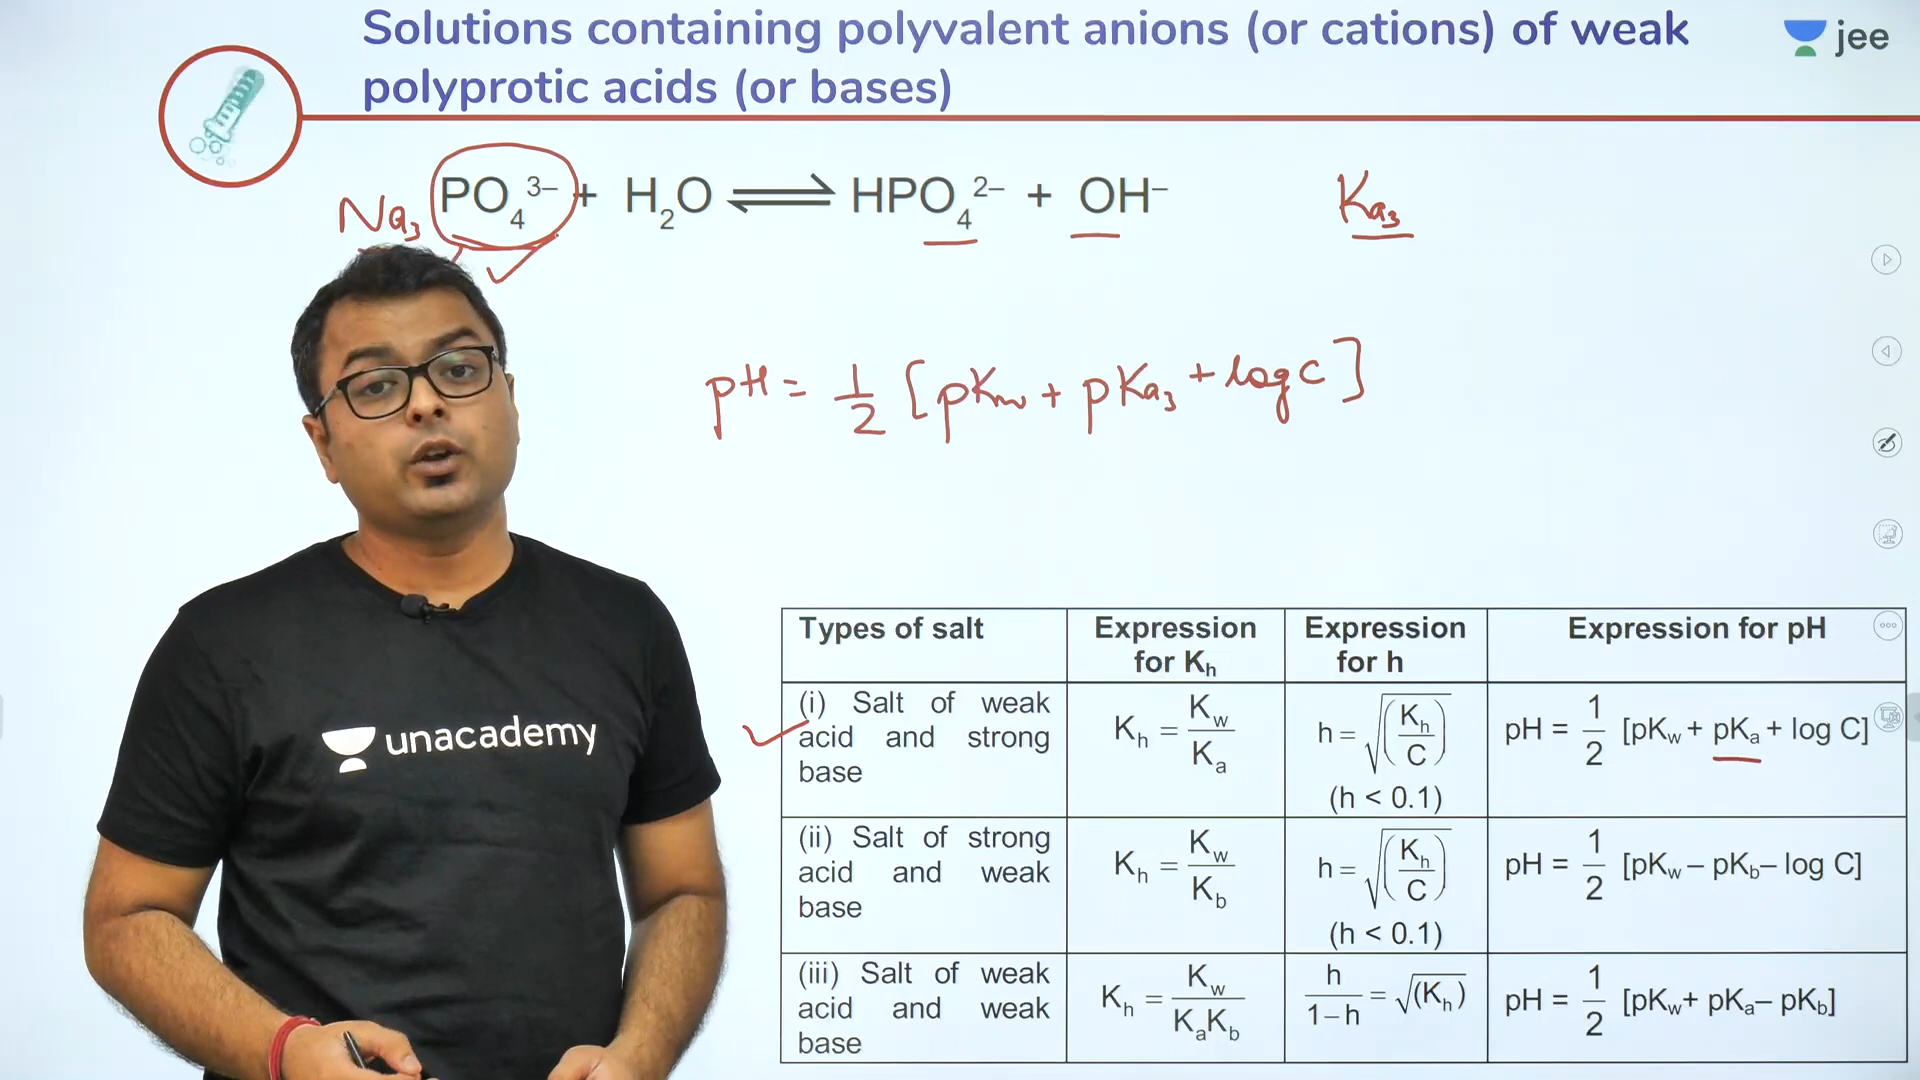 Solutions containing polyvalent anions (or cations) of weak
polyprotic acids (or bases)
jee
Na₃ PO₄³⁻ + H₂O ⇌ HPO₄²⁻ + OH⁻ Ka₃
pH = 1/2 [pKw + pKa₃ + log C]
unacademy
Types of salt | Expression for Kh | Expression for h | Expression for pH
(i) Salt of weak acid and strong base | Kh = Kw/Ka | h = √(Kh/C) (h < 0.1) | pH = 1/2 [pKw + pKa + log C]
(ii) Salt of strong acid and weak base | Kh = Kw/Kb | h = √(Kh/C) (h < 0.1) | pH = 1/2 [pKw – pKb– log C]
(iii) Salt of weak acid and weak base | Kh = Kw/KaKb | h/1–h = √(Kh) | pH = 1/2 [pKw+ pKa– pKb]